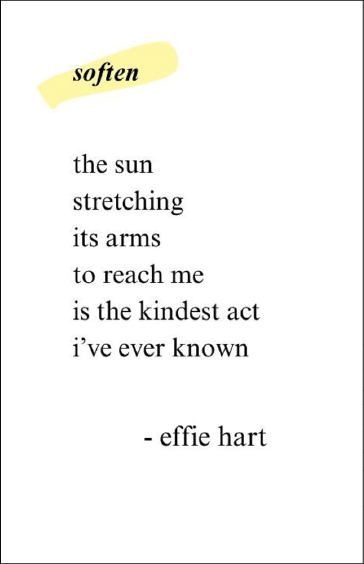 soften
the sun
stretching
its arms
to reach me
is the kindest act
i've ever known
- effie hart